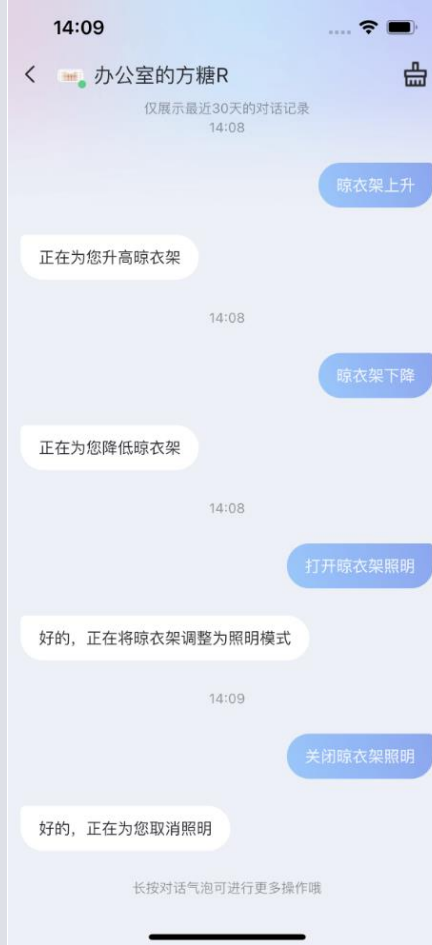 14:09
办公室的方糖R
仅展示最近30天的对话记录
14:08
晾衣架上升
正在为您升高晾衣架
14:08
晾衣架下降
正在为您降低晾衣架
14:08
打开晾衣架照明
好的，正在将晾衣架调整为照明模式
14:09
关闭晾衣架照明
好的，正在为您取消照明
长按对话气泡可进行更多操作哦